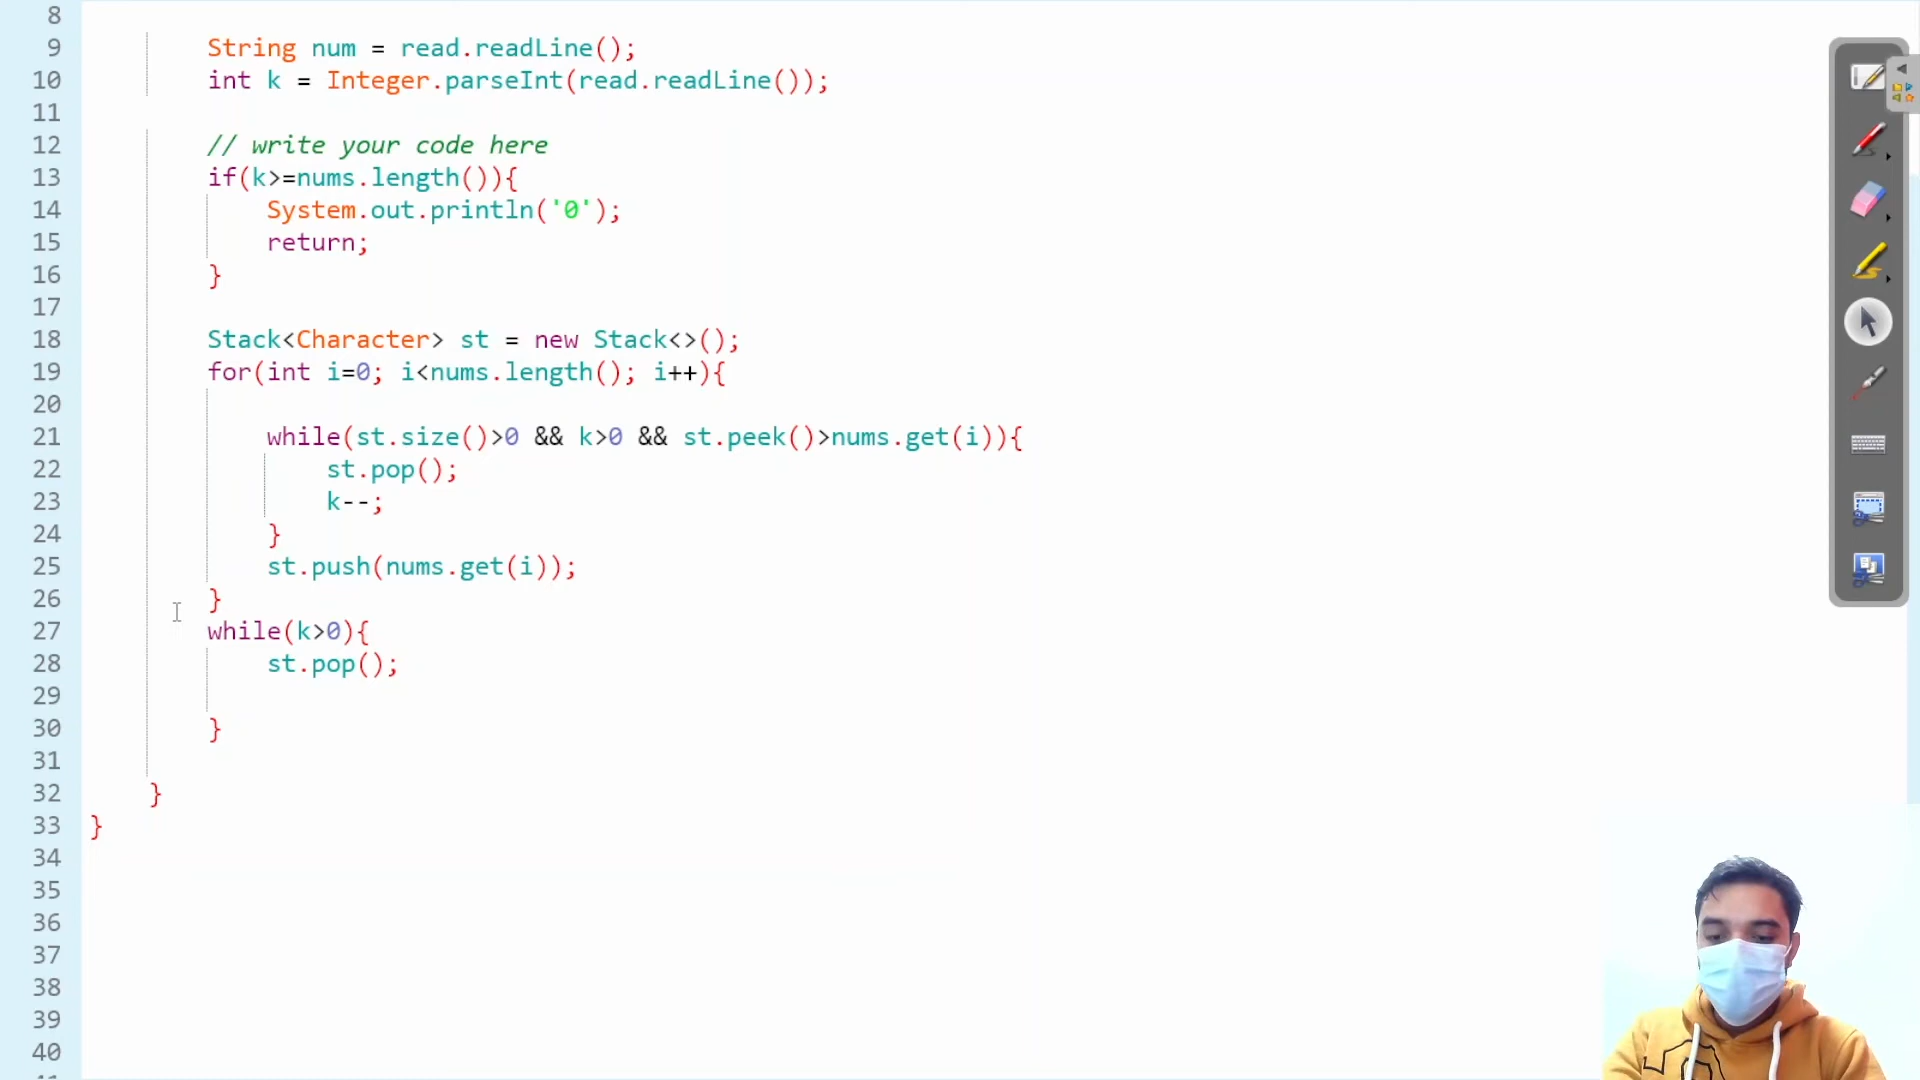 8
9 String num = read.readLine();
10 int k = Integer.parseInt(read.readLine());
11
12 // write your code here
13 if(k>=nums.length()){
14 System.out.println('0');
15 return;
16 }
17
18 Stack<Character> st = new Stack<>();
19 for(int i=0; i<nums.length(); i++){
20
21 while(st.size()>0 && k>0 && st.peek()>nums.get(i)){
22 st.pop();
23 k--;
24 }
25 st.push(nums.get(i));
26 }
27 while(k>0){
28 st.pop();
29
30 }
31
32 }
33 }
34
35
36
37
38
39
40